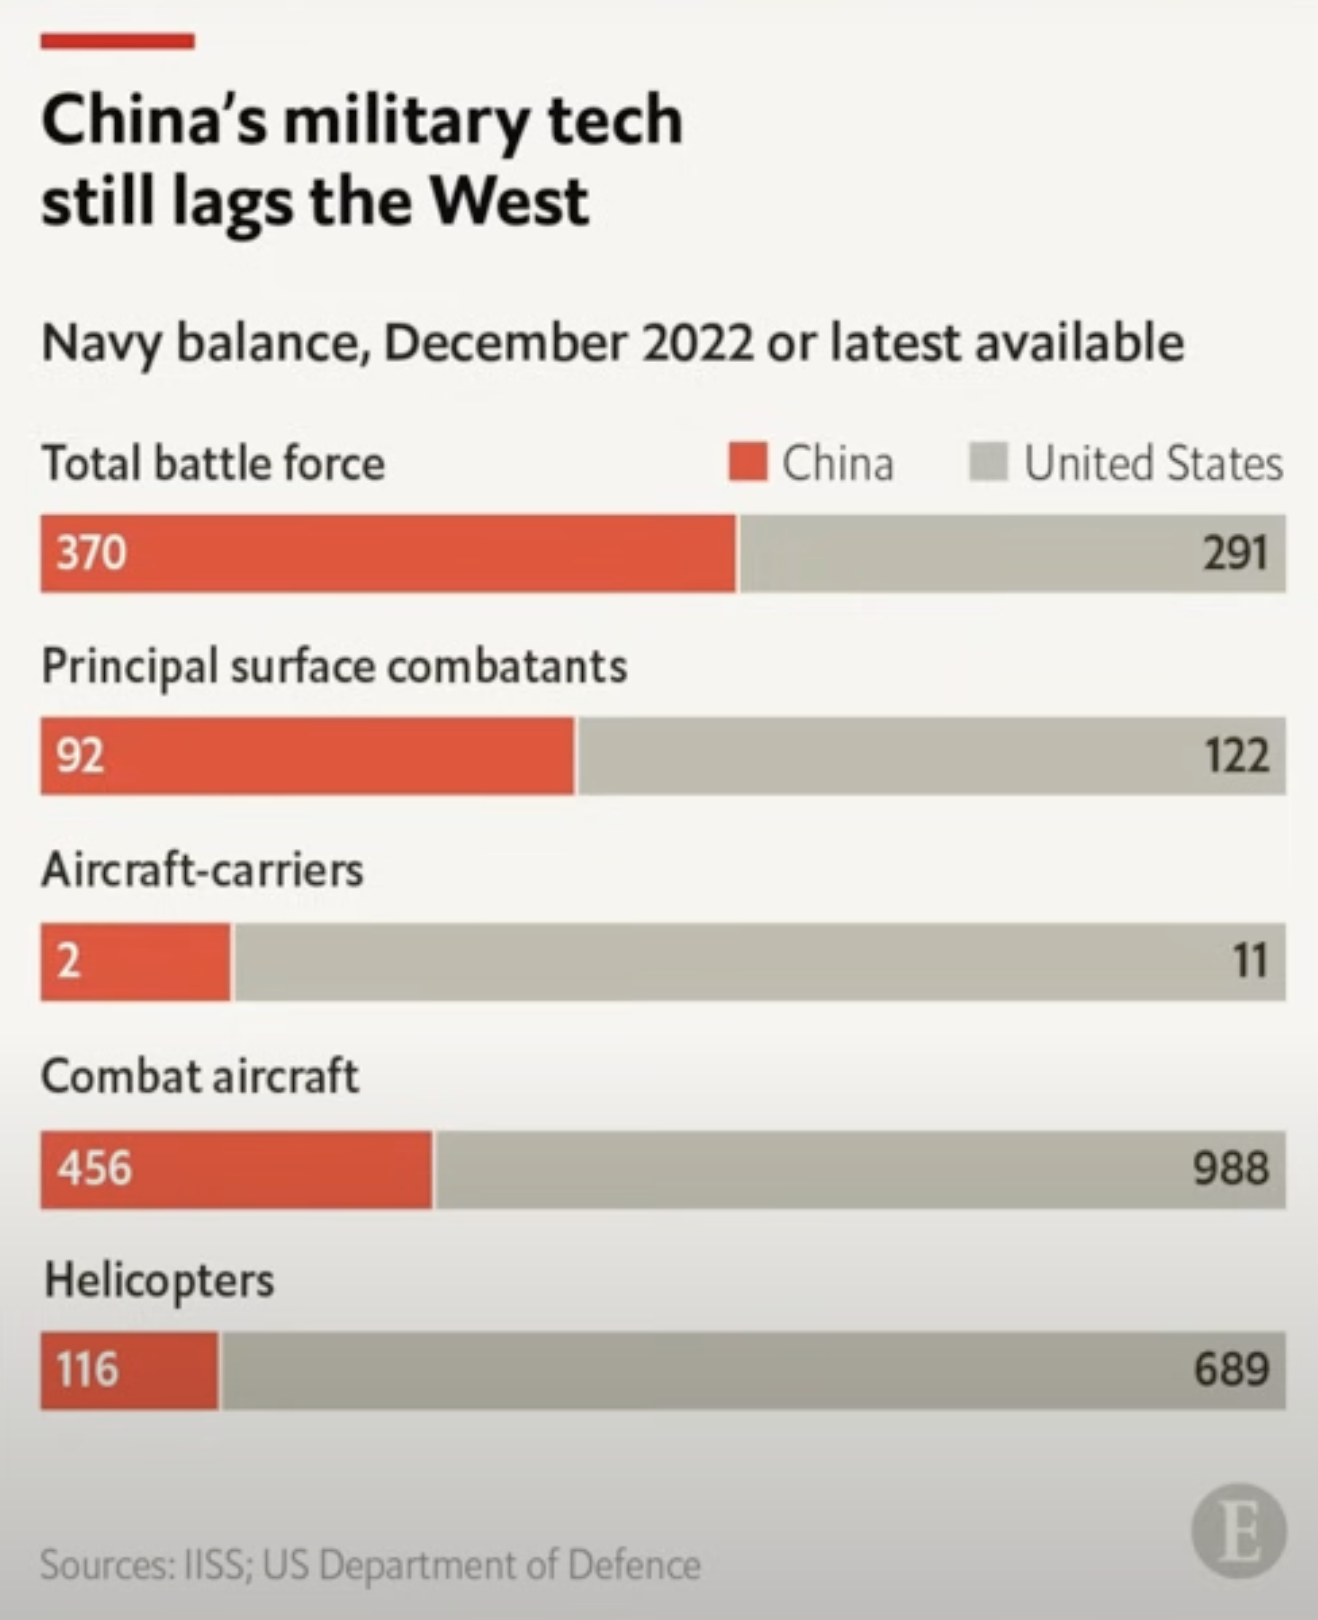 China's military tech
still lags the West
Navy balance, December 2022 or latest available
Total battle force
China
United States
370
291
Principal surface combatants
92
122
Aircraft-carriers
2
11
Combat aircraft
456
988
Helicopters
116
689
E
Sources: IISS; US Department of Defence